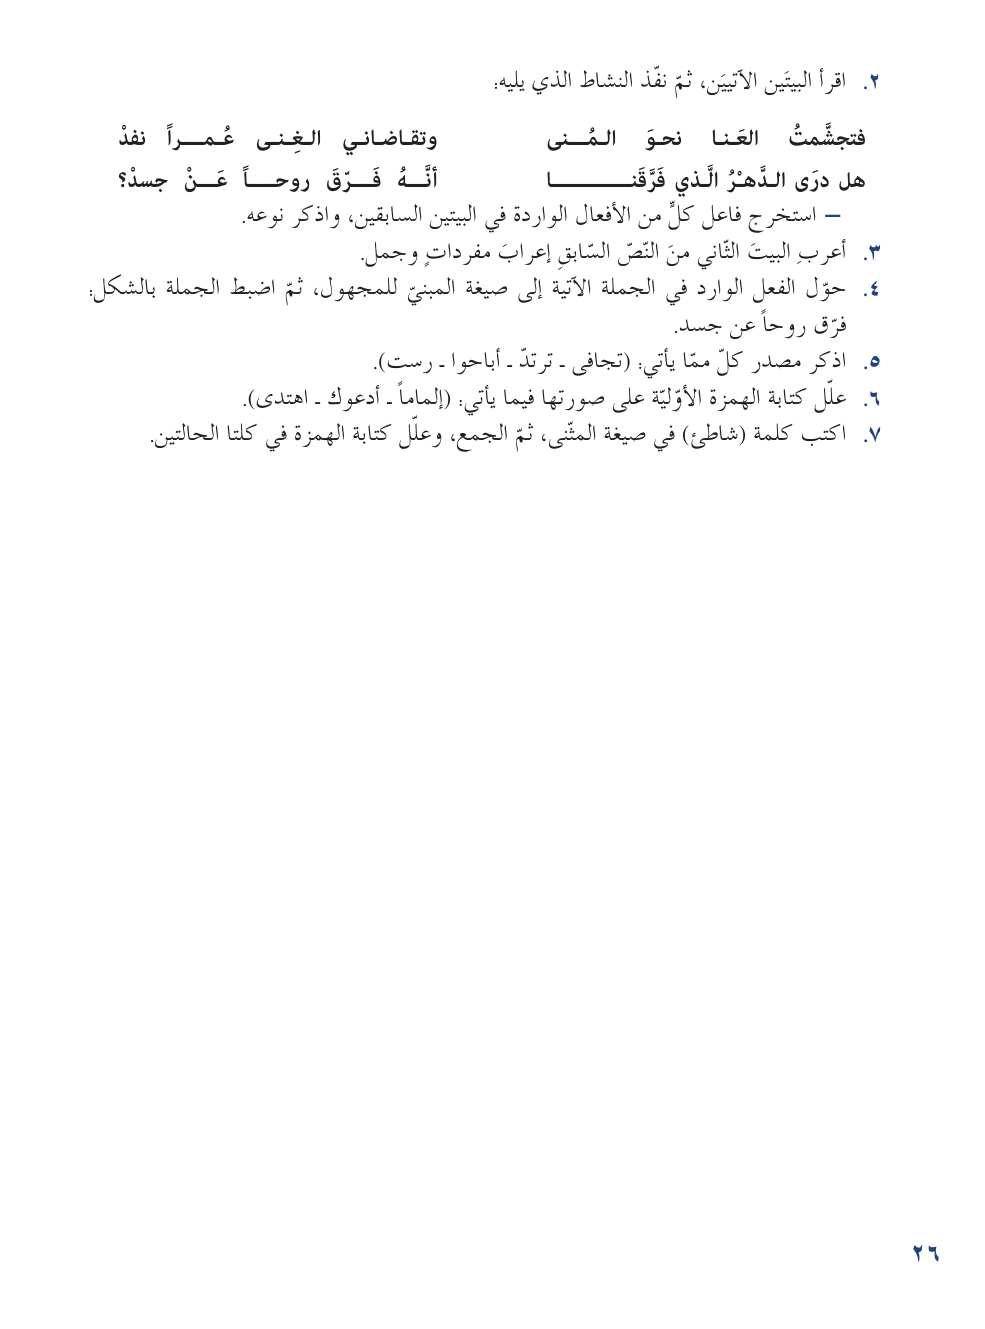 ٢. اقرأ البيتَين الآتييَن، ثمّ نفّذ النشاط الذي يليه:
فتجشَّمتُ العَنا نحوَ المُنى وتقاضاني الغِنى عُمراً نفدْ
هل درَى الدَّهْرُ الَّذي فَرَّقَنا أنَّهُ فَرّقَ روحاً عَنْ جسدْ؟
– استخرج فاعل كلٍّ من الأفعال الواردة في البيتين السابقين، واذكر نوعه.
٣. أعربِ البيتَ الثّاني منَ النّصّ السّابقِ إعرابَ مفرداتٍ وجمل.
٤. حوّل الفعل الوارد في الجملة الآتية إلى صيغة المبنيّ للمجهول، ثمّ اضبط الجملة بالشكل:
فرّق روحاً عن جسد.
٥. اذكر مصدر كلّ ممّا يأتي: (تجافى ـ ترتدّ ـ أباحوا ـ رست).
٦. علّل كتابة الهمزة الأوّليّة على صورتها فيما يأتي: (إلماماً ـ أدعوك ـ اهتدى).
٧. اكتب كلمة (شاطئ) في صيغة المثّنى، ثمّ الجمع، وعلّل كتابة الهمزة في كلتا الحالتين.
٢٦